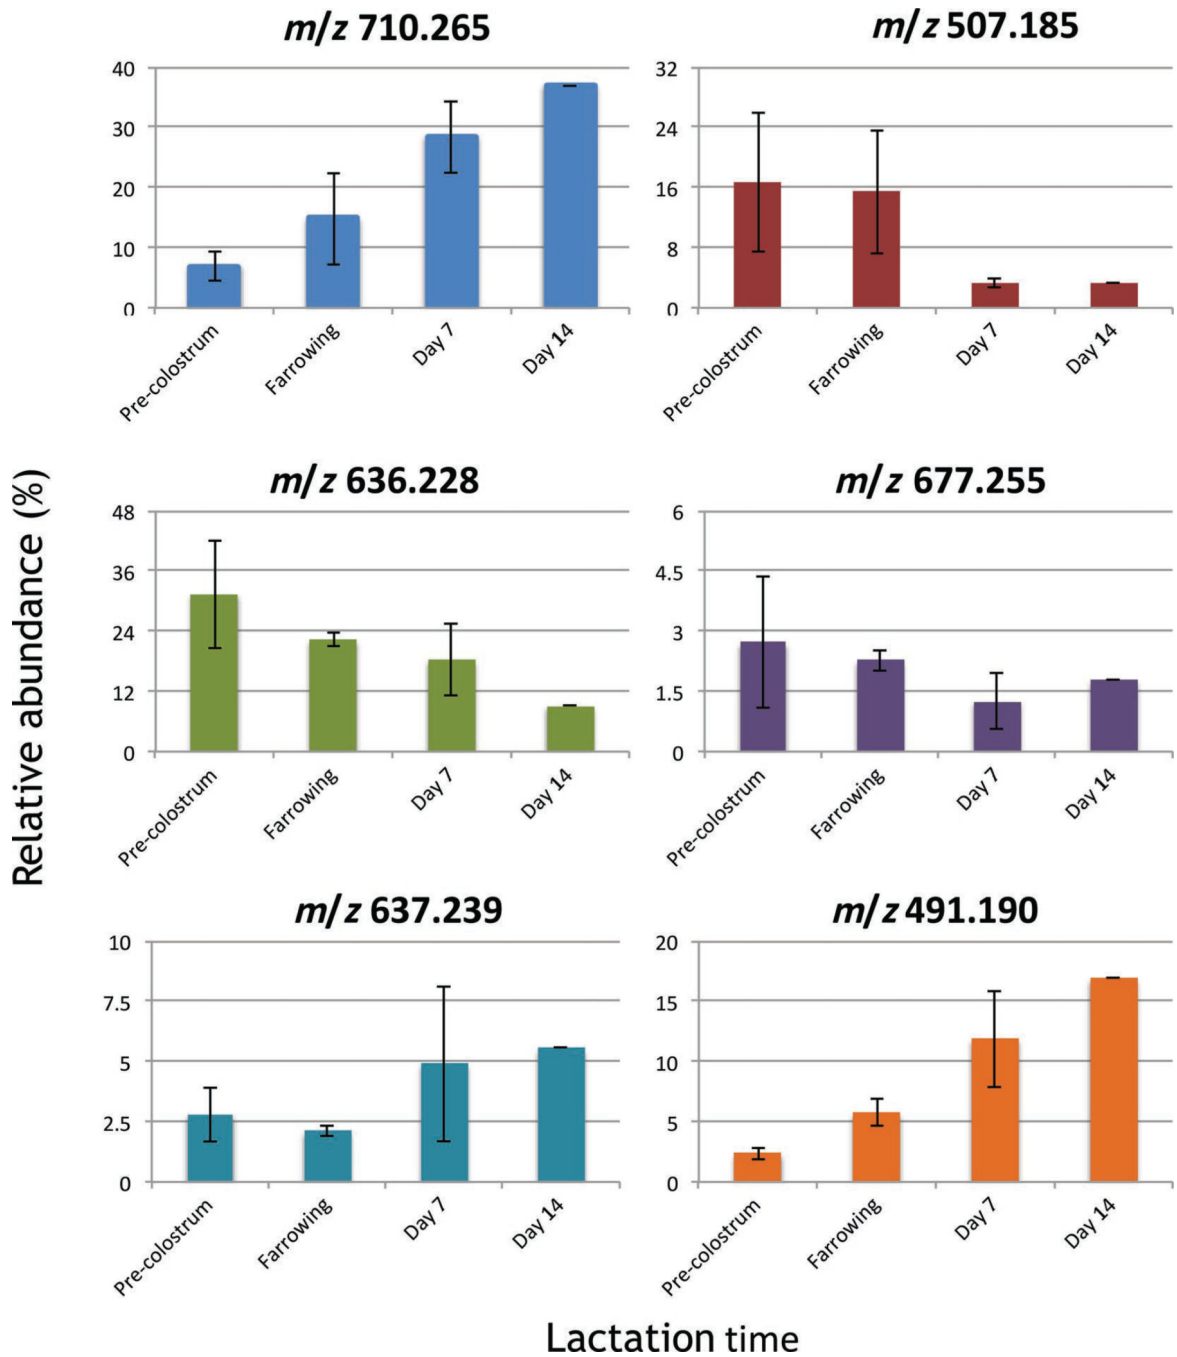 m/z 710.265
40
30
20
10
0
Pre-colostrum
Farrowing
Day 7
Day 14
m/z 507.185
32
24
16
8
0
Pre-colostrum
Farrowing
Day 7
Day 14
Relative abundance (%)
m/z 636.228
48
36
24
12
0
Pre-colostrum
Farrowing
Day 7
Day 14
m/z 677.255
6
4.5
3
1.5
0
Pre-colostrum
Farrowing
Day 7
Day 14
m/z 637.239
10
7.5
5
2.5
0
Pre-colostrum
Farrowing
Day 7
Day 14
m/z 491.190
20
15
10
5
0
Pre-colostrum
Farrowing
Day 7
Day 14
Lactation time